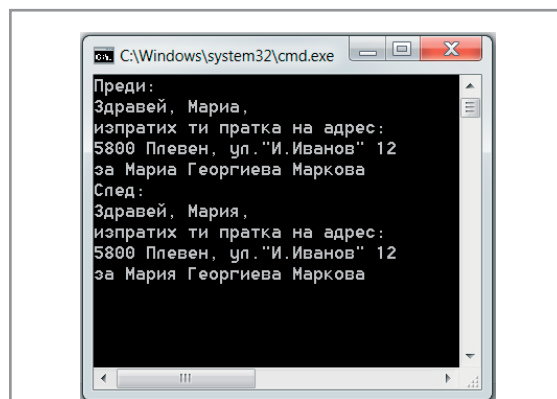 C:\Windows\system32\cmd.exe
Преди:
Здравей, Мариа,
изпратих ти пратка на адрес:
5800 Плевен, ул."И.Иванов" 12
за Мариа Георгиева Маркова
След:
Здравей, Мария,
изпратих ти пратка на адрес:
5800 Плевен, ул."И.Иванов" 12
за Мария Георгиева Маркова